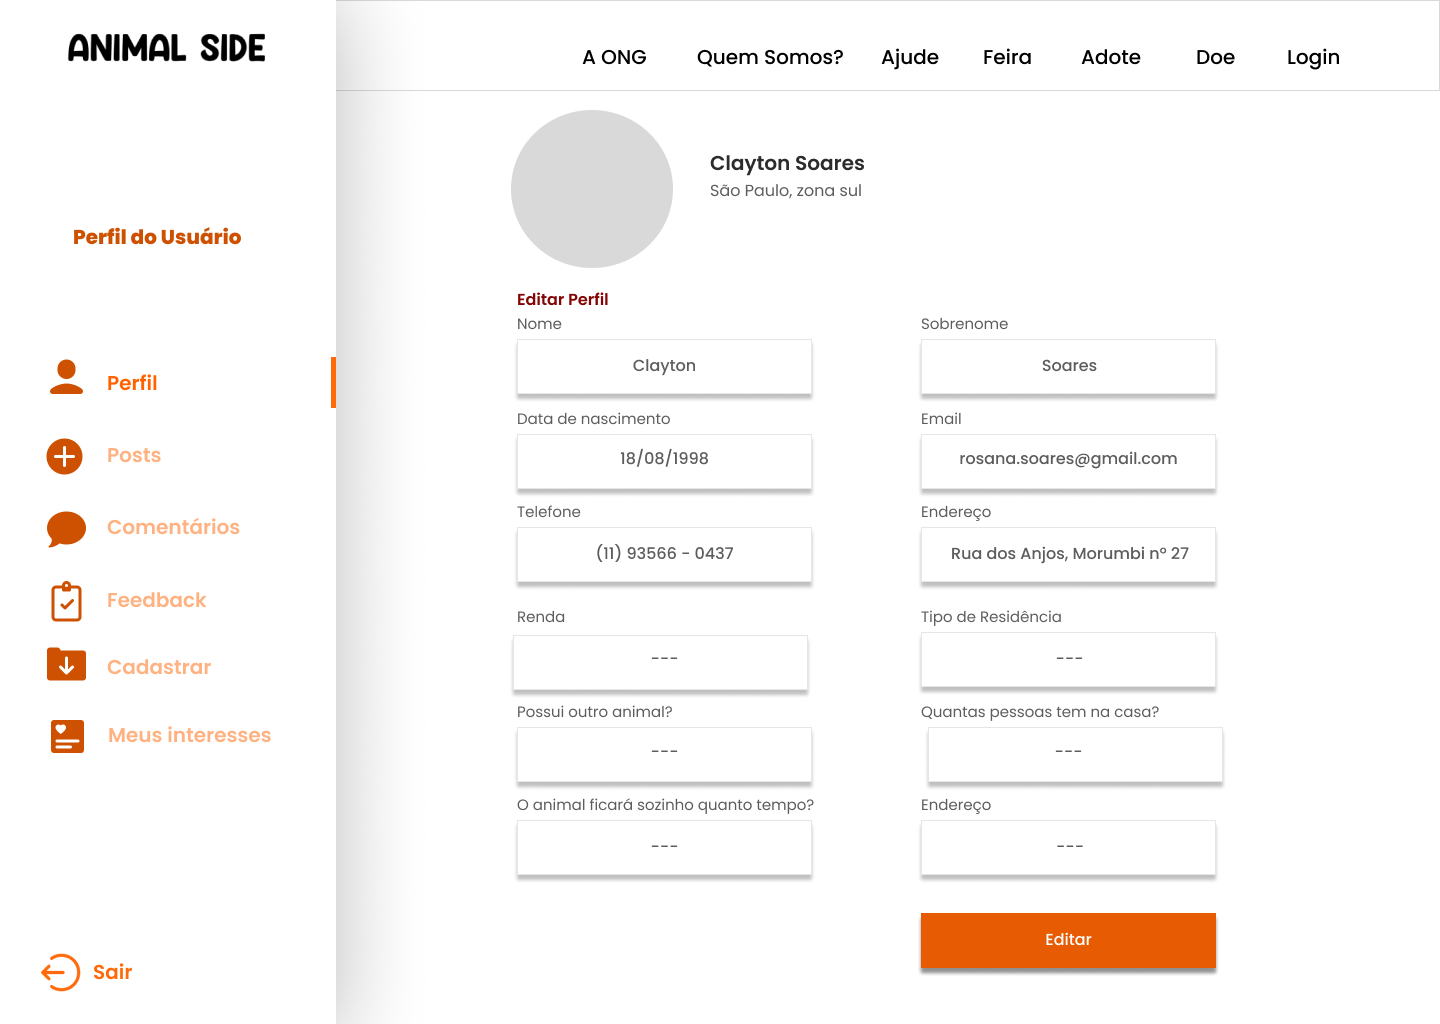 ANIMAL SIDE
A ONG Quem Somos? Ajude Feira Adote Doe Login
Perfil do Usuário
Perfil
Posts
Comentários
Feedback
Cadastrar
Meus interesses
Sair
Clayton Soares
São Paulo, zona sul
Editar Perfil
Nome Sobrenome
Clayton Soares
Data de nascimento Email
18/08/1998 rosana.soares@gmail.com
Telefone Endereço
(11) 93566 - 0437 Rua dos Anjos, Morumbi nº 27
Renda Tipo de Residência
--- ---
Possui outro animal? Quantas pessoas tem na casa?
--- ---
O animal ficará sozinho quanto tempo? Endereço
--- ---
Editar